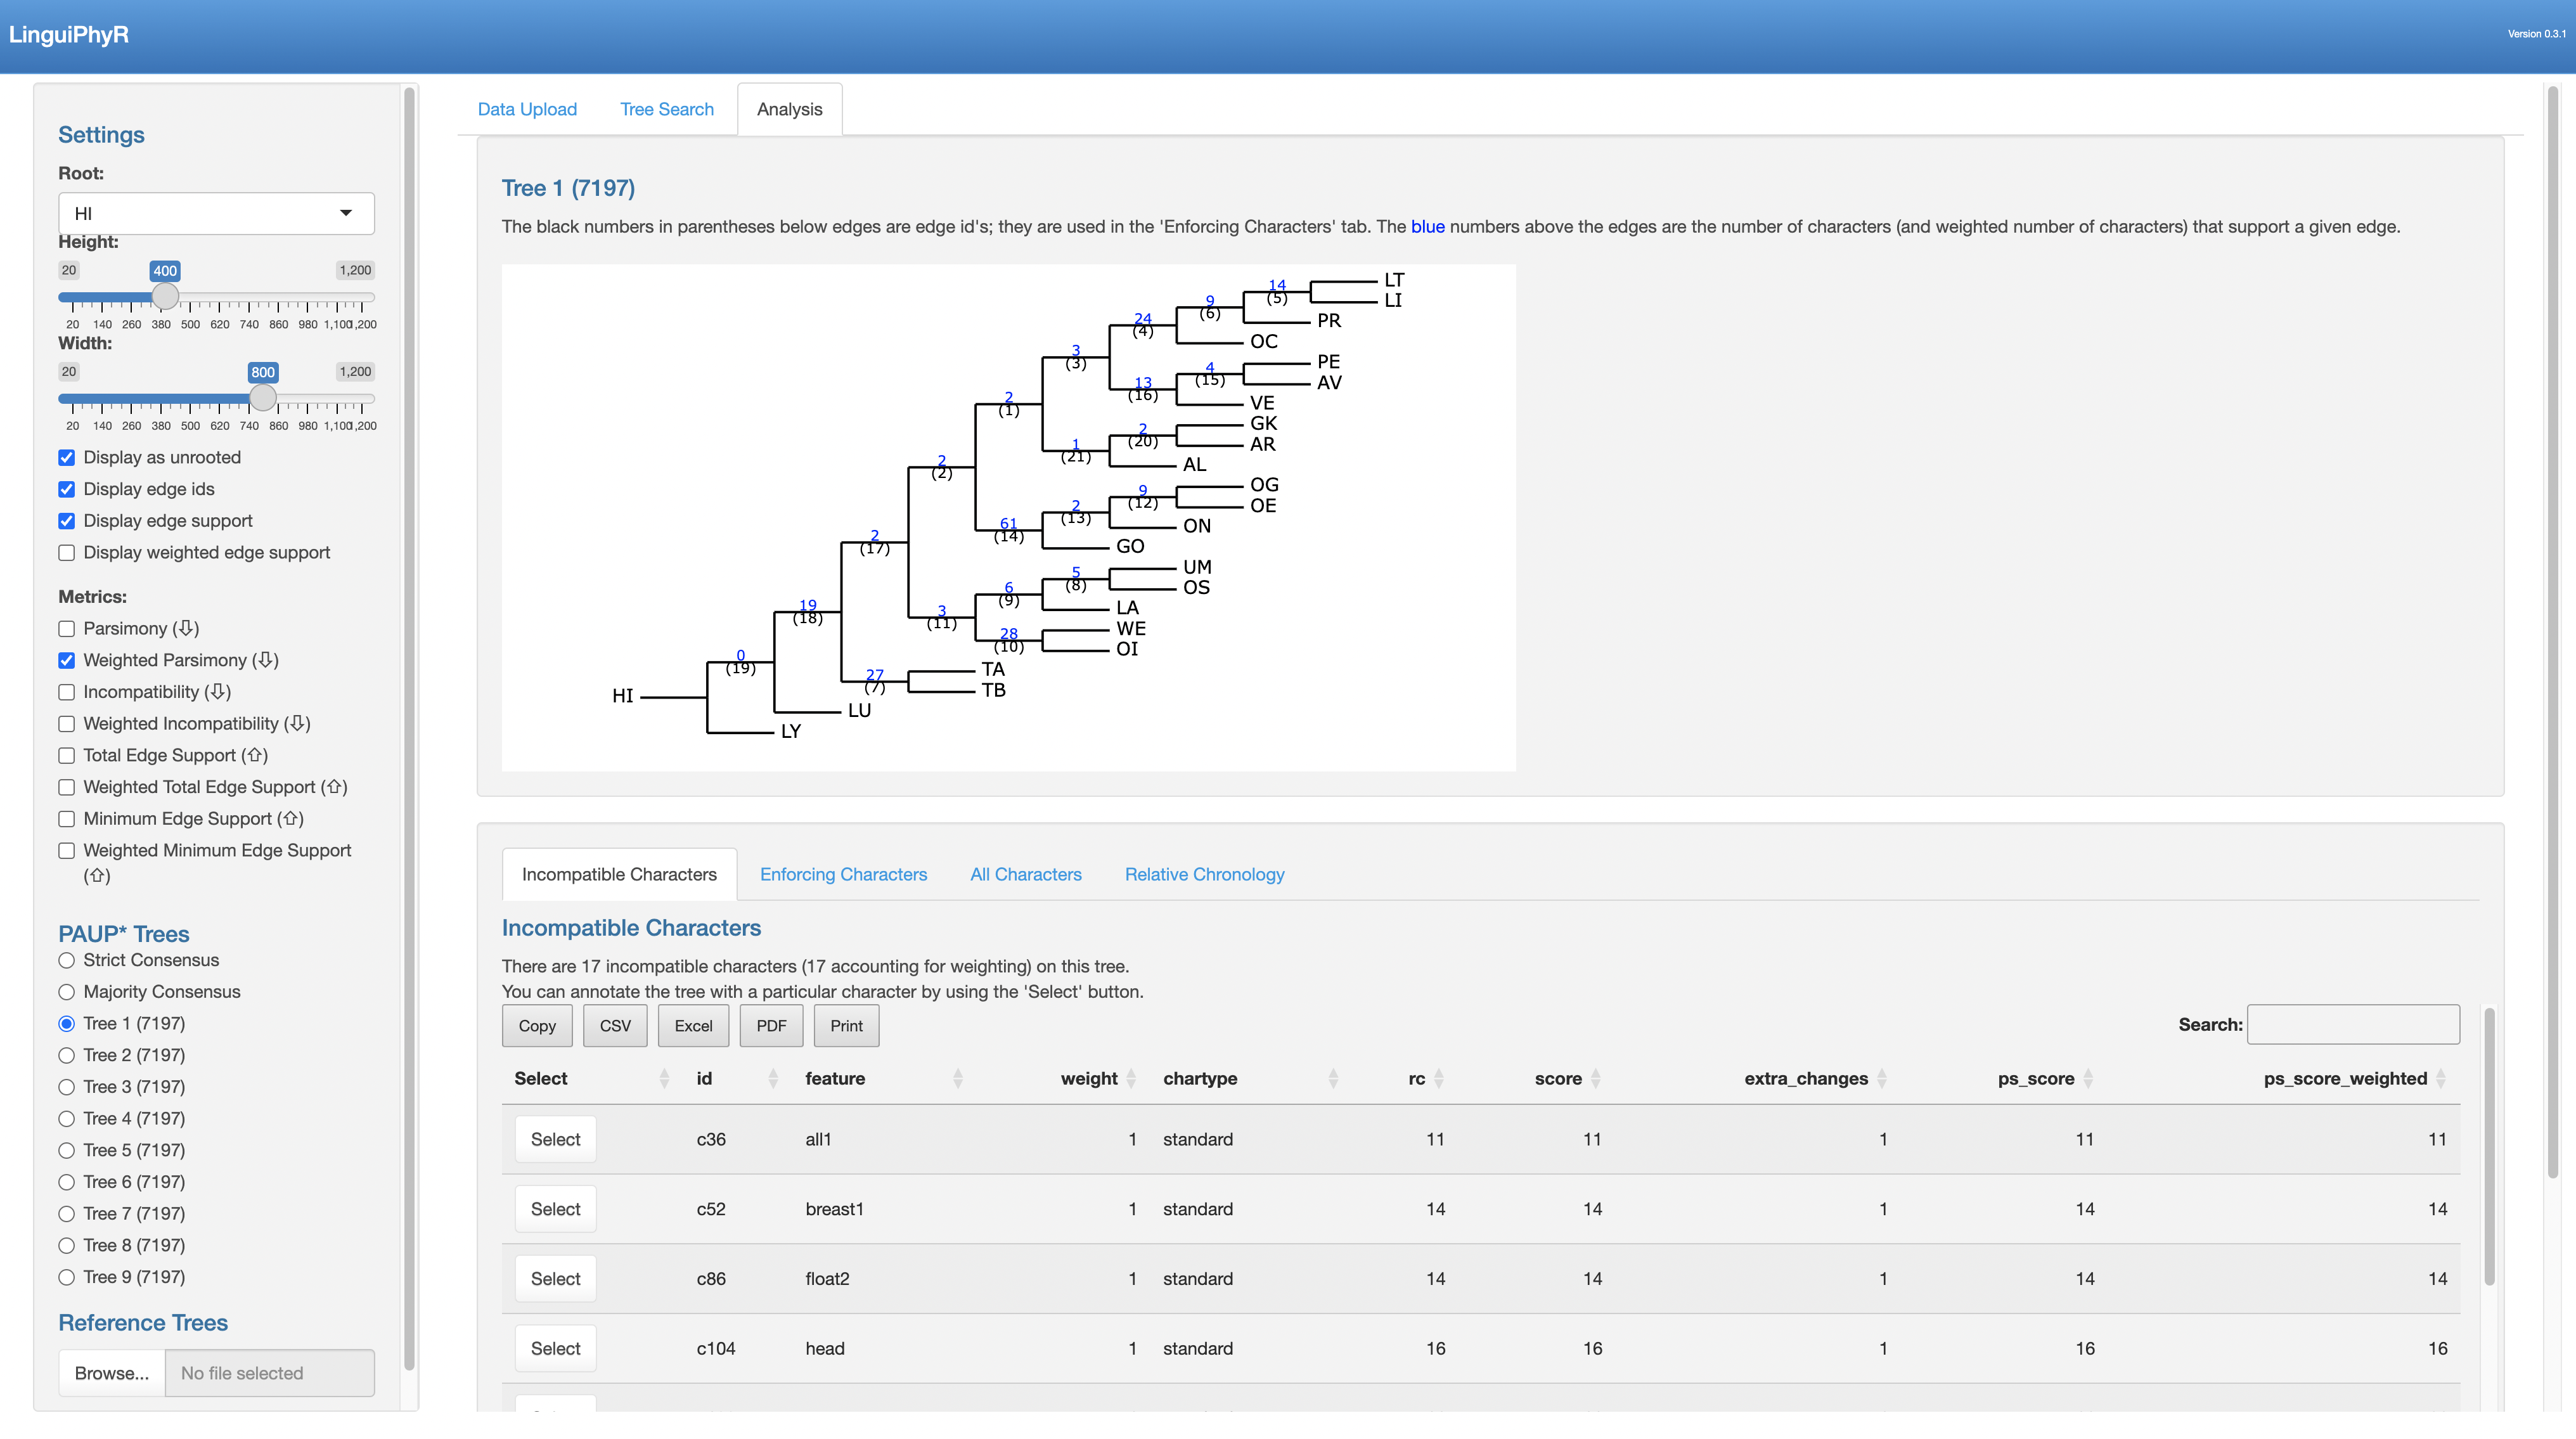 LinguiPhyR
Version 0.3.1
Settings
Root:
HI
Height:
20 400 1,200
20 140 260 380 500 620 740 860 980 1,100 1,200
Width:
20 800 1,200
20 140 260 380 500 620 740 860 980 1,100 1,200
Display as unrooted
Display edge ids
Display edge support
Display weighted edge support
Metrics:
Parsimony (⇩)
Weighted Parsimony (⇩)
Incompatibility (⇩)
Weighted Incompatibility (⇩)
Total Edge Support (⇧)
Weighted Total Edge Support (⇧)
Minimum Edge Support (⇧)
Weighted Minimum Edge Support
(⇧)
PAUP* Trees
Strict Consensus
Majority Consensus
Tree 1 (7197)
Tree 2 (7197)
Tree 3 (7197)
Tree 4 (7197)
Tree 5 (7197)
Tree 6 (7197)
Tree 7 (7197)
Tree 8 (7197)
Tree 9 (7197)
Reference Trees
Browse... No file selected
Data Upload Tree Search Analysis
Tree 1 (7197)
The black numbers in parentheses below edges are edge id's; they are used in the 'Enforcing Characters' tab. The blue numbers above the edges are the number of characters (and weighted number of characters) that support a given edge.
LT
14
(5)
LI
9
(6)
PR
24
(4)
OC
3
(3)
PE
4
(15)
AV
13
(16)
VE
2
(1)
GK
2
(20)
AR
1
(21)
AL
2
(2)
OG
9
(12)
OE
2
(13)
ON
61
(14)
GO
2
(17)
UM
5
(8)
OS
6
(9)
LA
3
(11)
WE
28
(10)
OI
19
(18)
TA
27
(7)
TB
0
(19)
HI
LU
LY
Incompatible Characters Enforcing Characters All Characters Relative Chronology
Incompatible Characters
There are 17 incompatible characters (17 accounting for weighting) on this tree.
You can annotate the tree with a particular character by using the 'Select' button.
Copy CSV Excel PDF Print Search:
Select id feature weight chartype rc score extra_changes ps_score ps_score_weighted
Select c36 all1 1 standard 11 11 1 11 11
Select c52 breast1 1 standard 14 14 1 14 14
Select c86 float2 1 standard 14 14 1 14 14
Select c104 head 1 standard 16 16 1 16 16